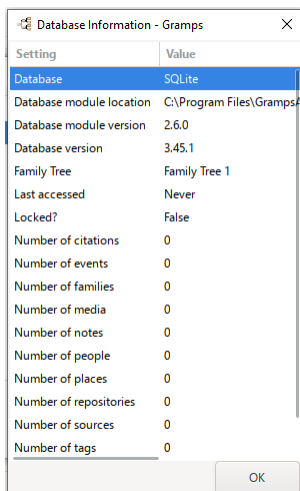 Database Information - Gramps
Setting Value
Database SQLite
Database module location C:\Program Files\GrampsA
Database module version 2.6.0
Database version 3.45.1
Family Tree Family Tree 1
Last accessed Never
Locked? False
Number of citations 0
Number of events 0
Number of families 0
Number of media 0
Number of notes 0
Number of people 0
Number of places 0
Number of repositories 0
Number of sources 0
Number of tags 0
OK